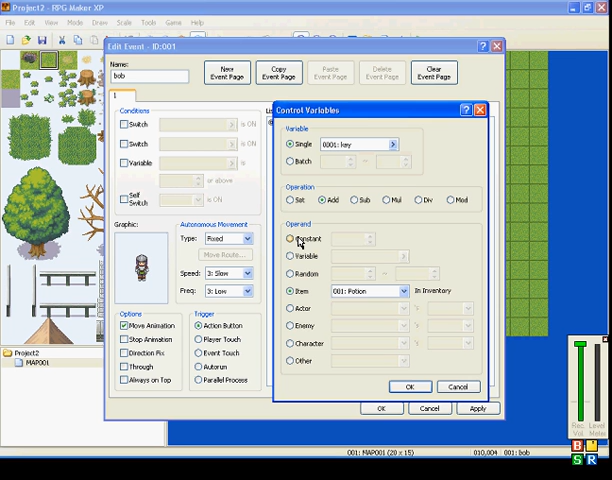 Project2 - RPG Maker XP
File Edit View Mode Draw Scale Tools Game Help
Edit Event - ID:001
Name:
bob
New Event Page
Copy Event Page
Paste Event Page
Delete Event Page
Clear Event Page
1
Conditions
Switch is ON
Switch is ON
Variable is
or above
Self Switch is ON
Graphic:
Autonomous Movement
Type: Fixed
Move Route...
Speed: 3: Slow
Freq: 3: Low
Options
Move Animation
Stop Animation
Direction Fix
Through
Always on Top
Trigger
Action Button
Player Touch
Event Touch
Autorun
Parallel Process
OK
Cancel
Apply
Control Variables
Variable
Single 0001: key
Batch
Operation
Set Add Sub Mul Div Mod
Operand
Constant
Variable
Random
Item 001: Potion In Inventory
Actor 's
Enemy 's
Character 's
Other
OK
Cancel
Project2
MAP001
001: MAP001 (20 x 15)
010,004
001: bob
Rec. Vol
Level Meter
B K
S R